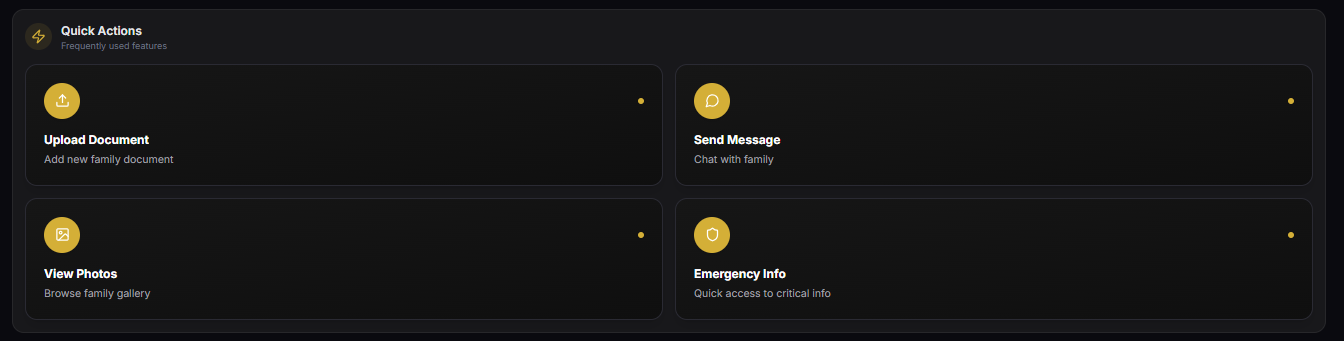 Quick Actions
Frequently used features
Upload Document
Add new family document
Send Message
Chat with family
View Photos
Browse family gallery
Emergency Info
Quick access to critical info